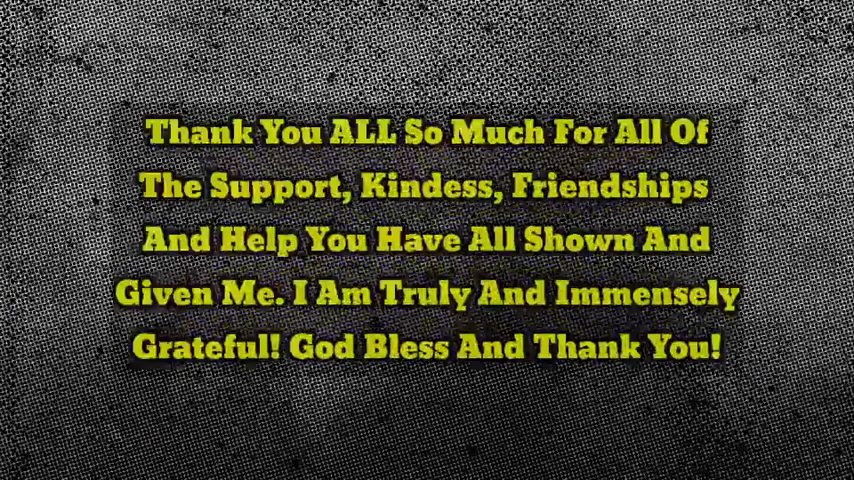 Thank You ALL So Much For All Of
The Support, Kindess, Friendships
And Help You Have All Shown And
Given Me. I Am Truly And Immensely
Grateful! God Bless And Thank You!